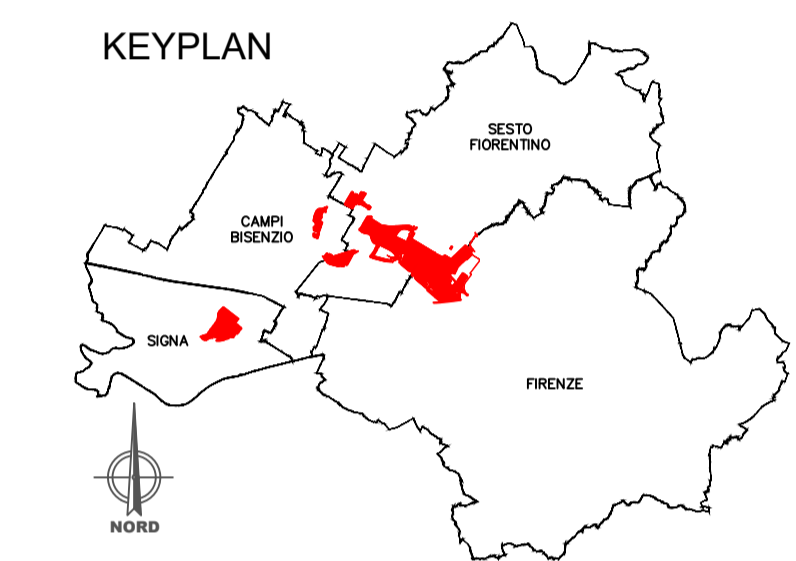 KEYPLAN
SESTO
FIORENTINO
CAMPI
BISENZIO
SIGNA
FIRENZE
NORD